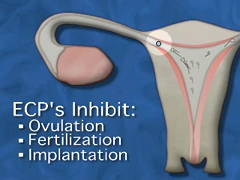 ECP's Inhibit:
▪ Ovulation
▪ Fertilization
▪ Implantation